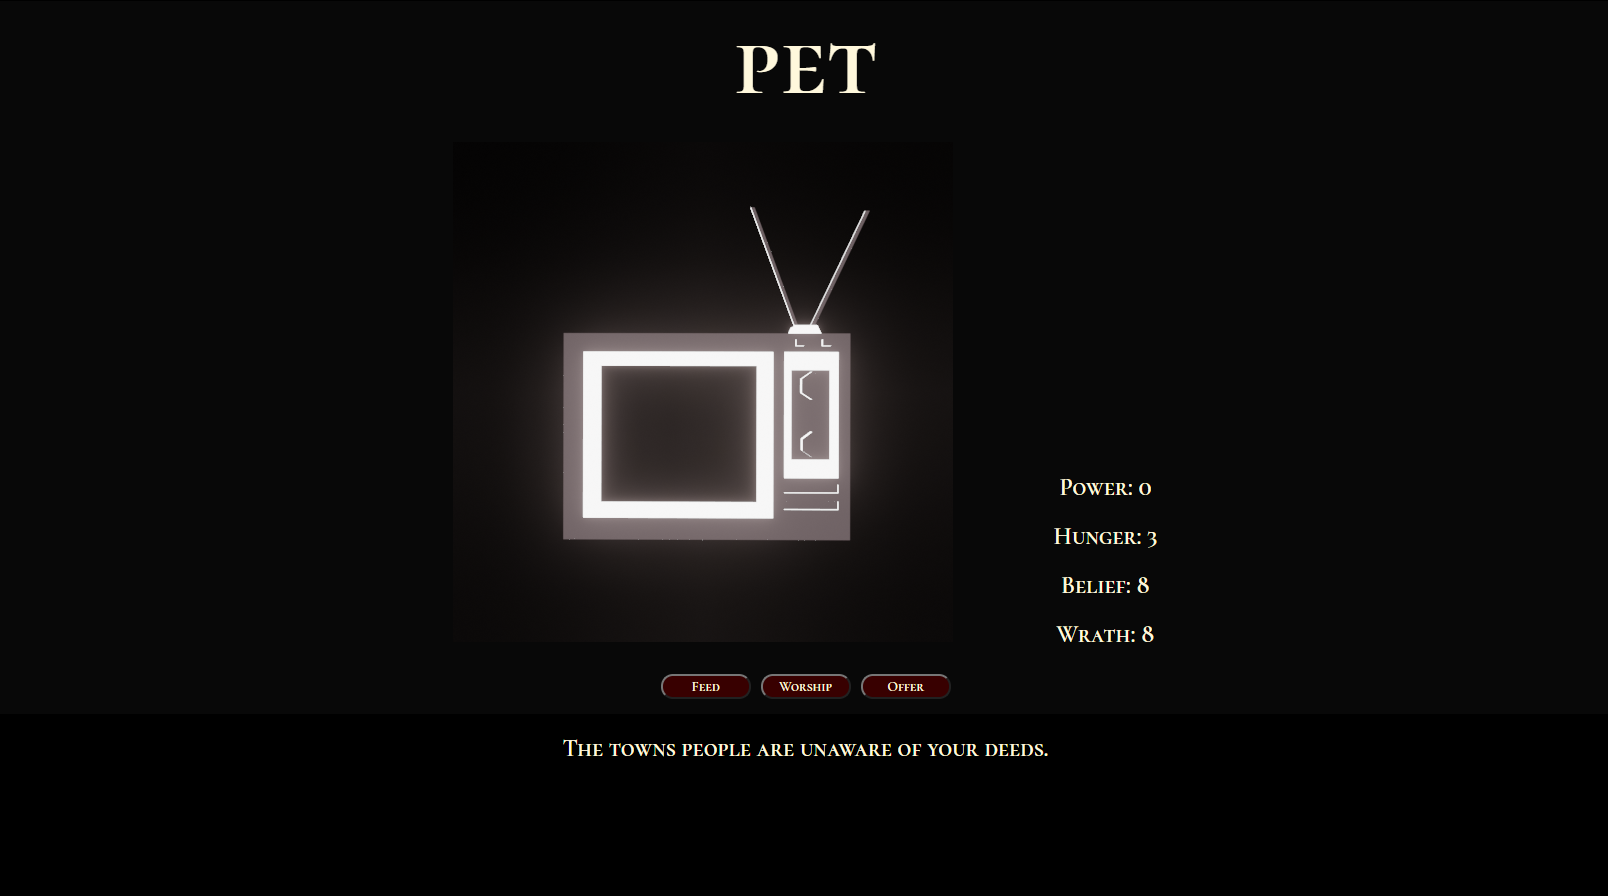 PET
Power: 0
Hunger: 3
Belief: 8
Wrath: 8
Feed
Worship
Offer
The towns people are unaware of your deeds.